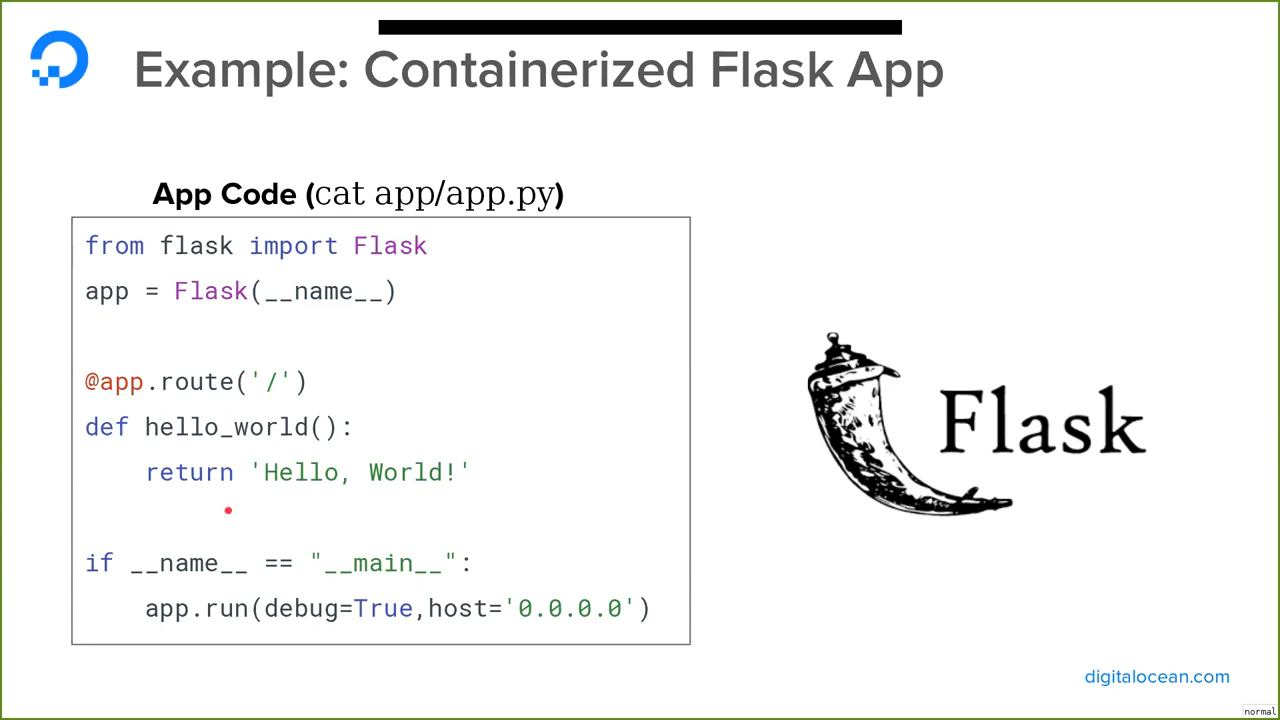 Example: Containerized Flask App
App Code (cat app/app.py)
from flask import Flask
app = Flask(__name__)
@app.route('/')
def hello_world():
    return 'Hello, World!'
if __name__ == "__main__":
    app.run(debug=True,host='0.0.0.0')
Flask
digitalocean.com
normal